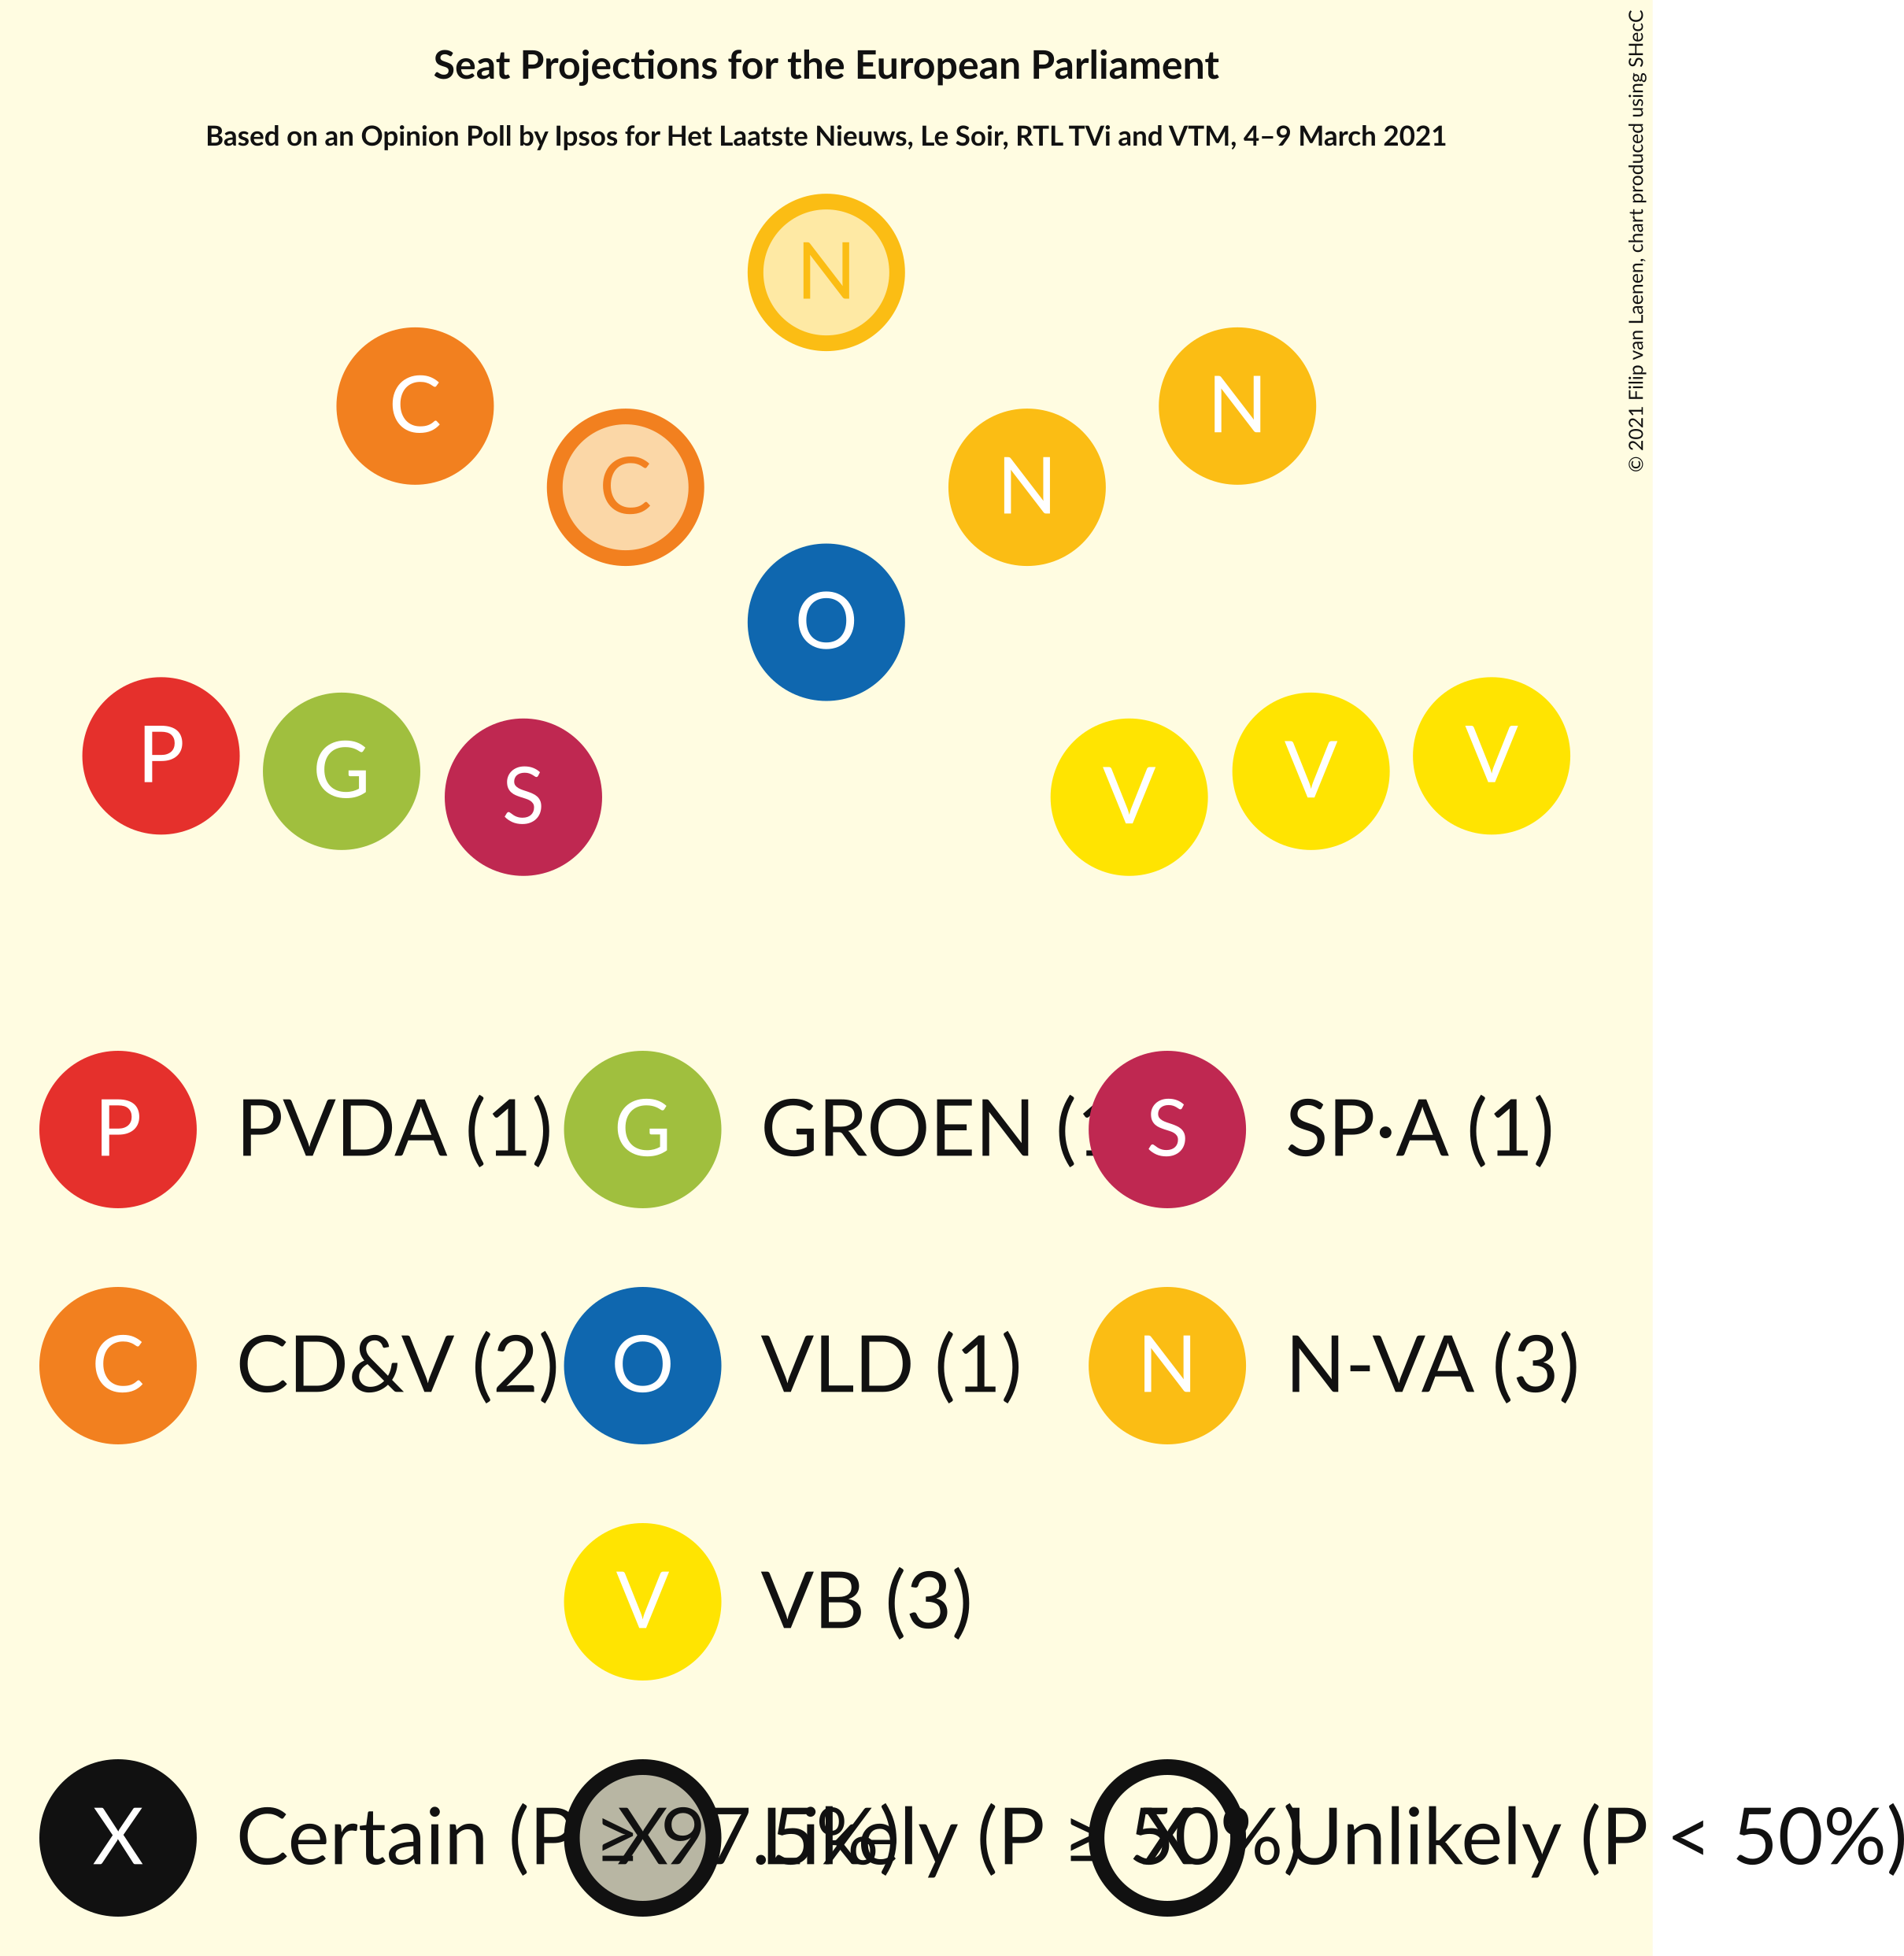 Seat Projections for the European Parliament
Based on an Opinion Poll by Ipsos for Het Laatste Nieuws, Le Soir, RTL TVi and VTM, 4–9 March 2021
© 2021 Filip van Laenen, chart produced using SHecC
N
C N
C N
O
P G S V V V
P PVDA (1) G GROEN ( S SP·A (1)
C CD&V (2) O VLD (1) N N-VA (3)
V VB (3)
X Certain (P ≥ 97.5%) X Likely (P ≥ 50%) X Unlikely (P < 50%)